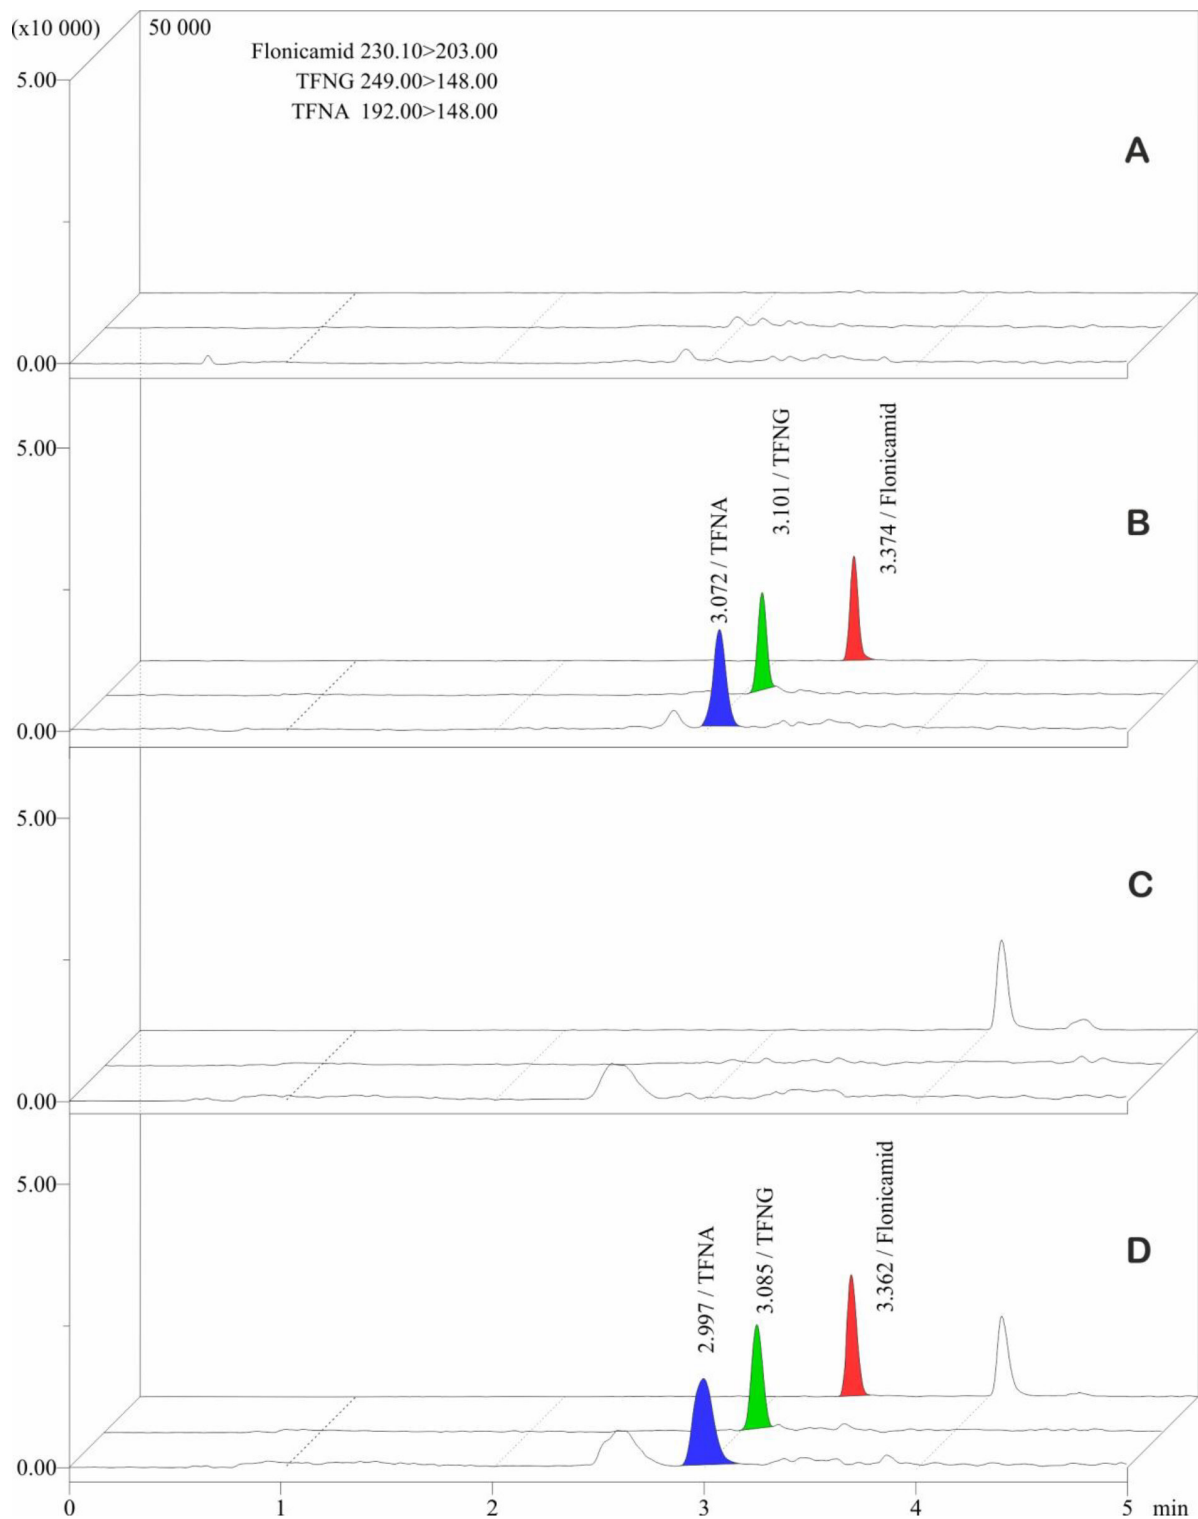 (x10 000)
50 000
Flonicamid 230.10>203.00
TFNG 249.00>148.00
TFNA 192.00>148.00
5.00
A
0.00
5.00
3.072 / TFNA
3.101 / TFNG
3.374 / Flonicamid
B
0.00
5.00
C
0.00
5.00
2.997 / TFNA
3.085 / TFNG
3.362 / Flonicamid
D
0.00
0 1 2 3 4 5 min